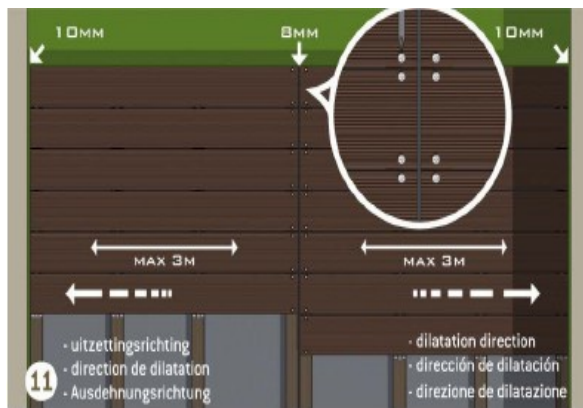 10MM
8MM
10MM
MAX 3M
MAX 3M
- uitzettingsrichting
- direction de dilatation
- Ausdehnungsrichtung
- dilatation direction
- dirección de dilatación
- direzione de dilatazione
11